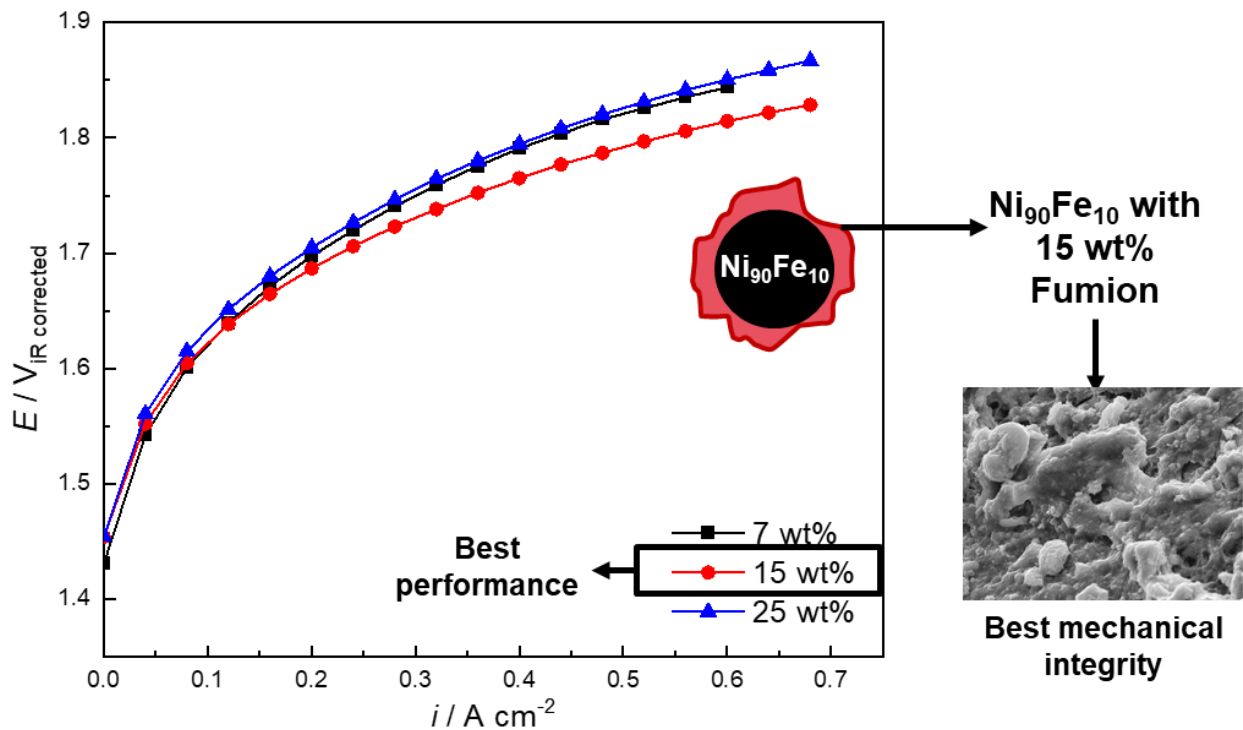 1.9
1.8
1.7
1.6
1.5
1.4
E / V iR corrected
0.0
0.1
0.2
0.3
0.4
0.5
0.6
0.7
i / A cm⁻²
Ni₉₀Fe₁₀
Best
performance
7 wt%
15 wt%
25 wt%
Ni₉₀Fe₁₀ with
15 wt%
Fumion
Best mechanical
integrity